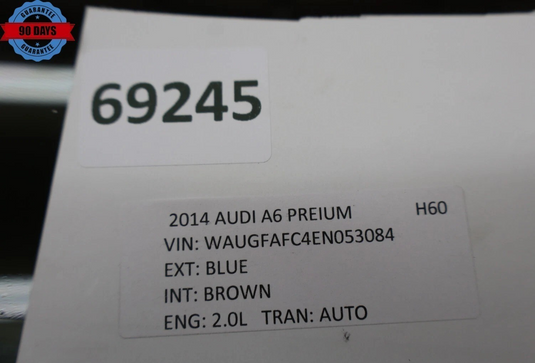 GUARANTEE
90 DAYS
GUARANTEE
69245
2014 AUDI A6 PREIUM H60
VIN: WAUGFAFC4EN053084
EXT: BLUE
INT: BROWN
ENG: 2.0L TRAN: AUTO